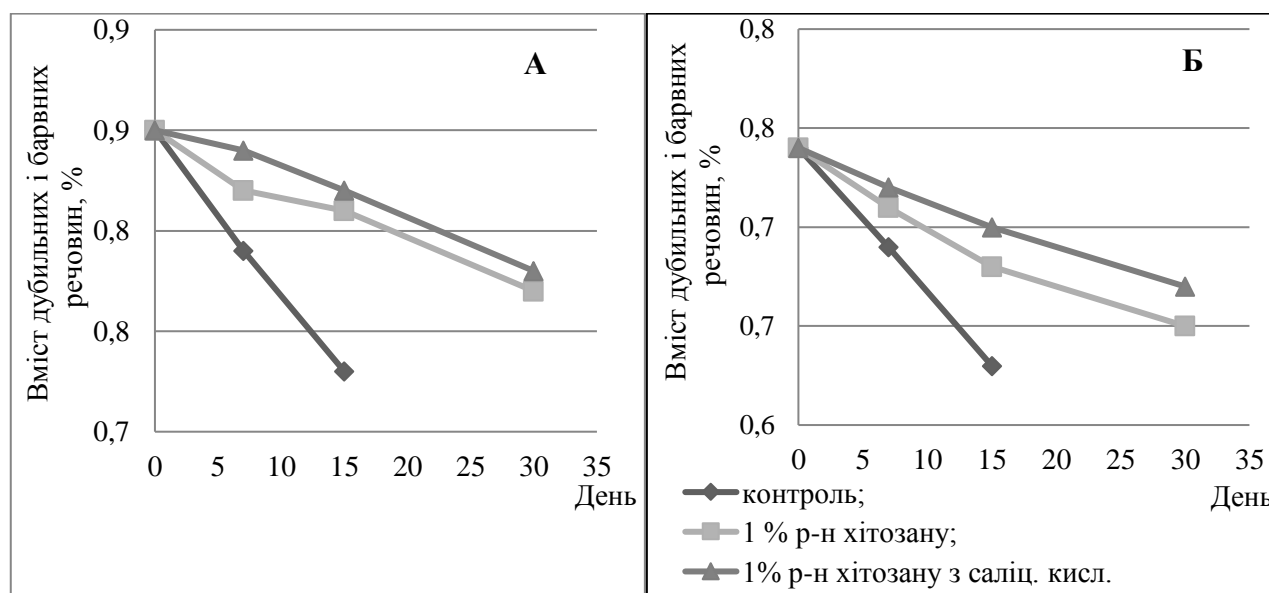 Вміст дубильних і барвних
речовин, %
0,9
0,9
0,8
0,8
0,7
А
0 5 10 15 20 25 30 35
День
Вміст дубильних і барвних
речовин, %
0,8
0,8
0,7
0,7
0,6
Б
0 5 10 15 20 25 30 35
День
контроль;
1 % р-н хітозану;
1% р-н хітозану з саліц. кисл.